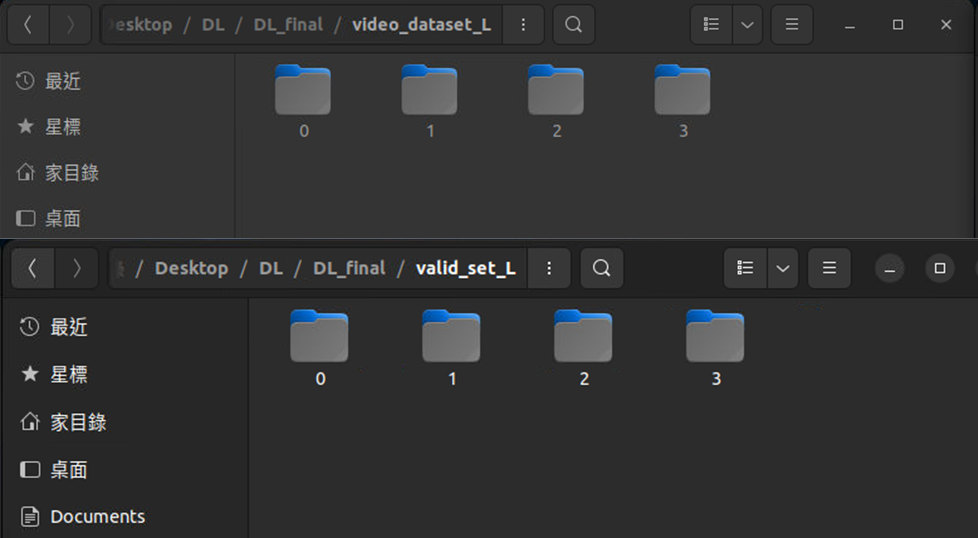 esktop / DL / DL_final / video_dataset_L
最近
星標
家目錄
桌面
0 1 2 3
/ Desktop / DL / DL_final / valid_set_L
最近
星標
家目錄
桌面
Documents
0 1 2 3